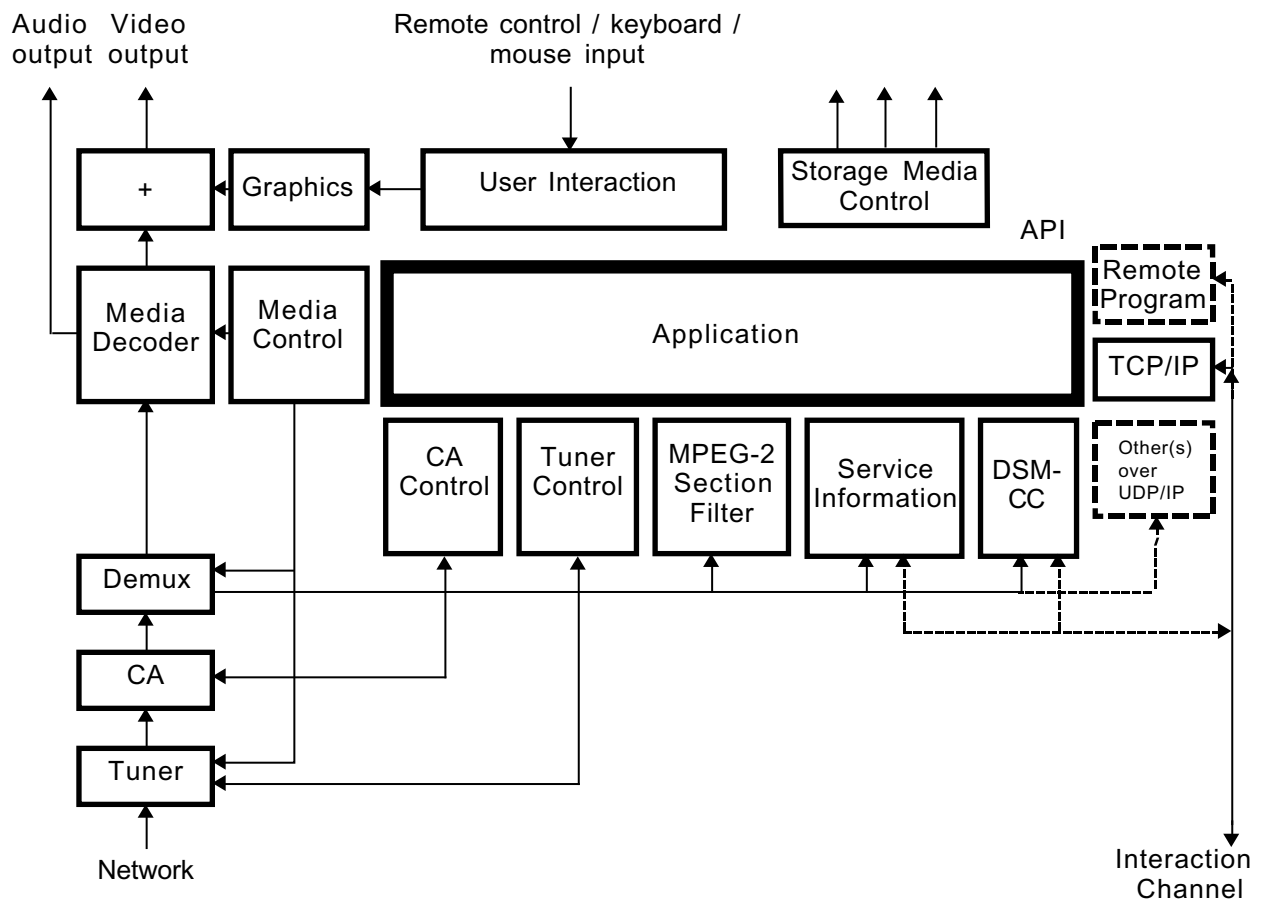 Audio Video
output output
Remote control / keyboard /
mouse input
+
Graphics
User Interaction
Storage Media
Control
API
Media
Decoder
Media
Control
Application
Remote
Program
TCP/IP
CA
Control
Tuner
Control
MPEG-2
Section
Filter
Service
Information
DSM-
CC
Other(s)
over
UDP/IP
Demux
CA
Tuner
Network
Interaction
Channel